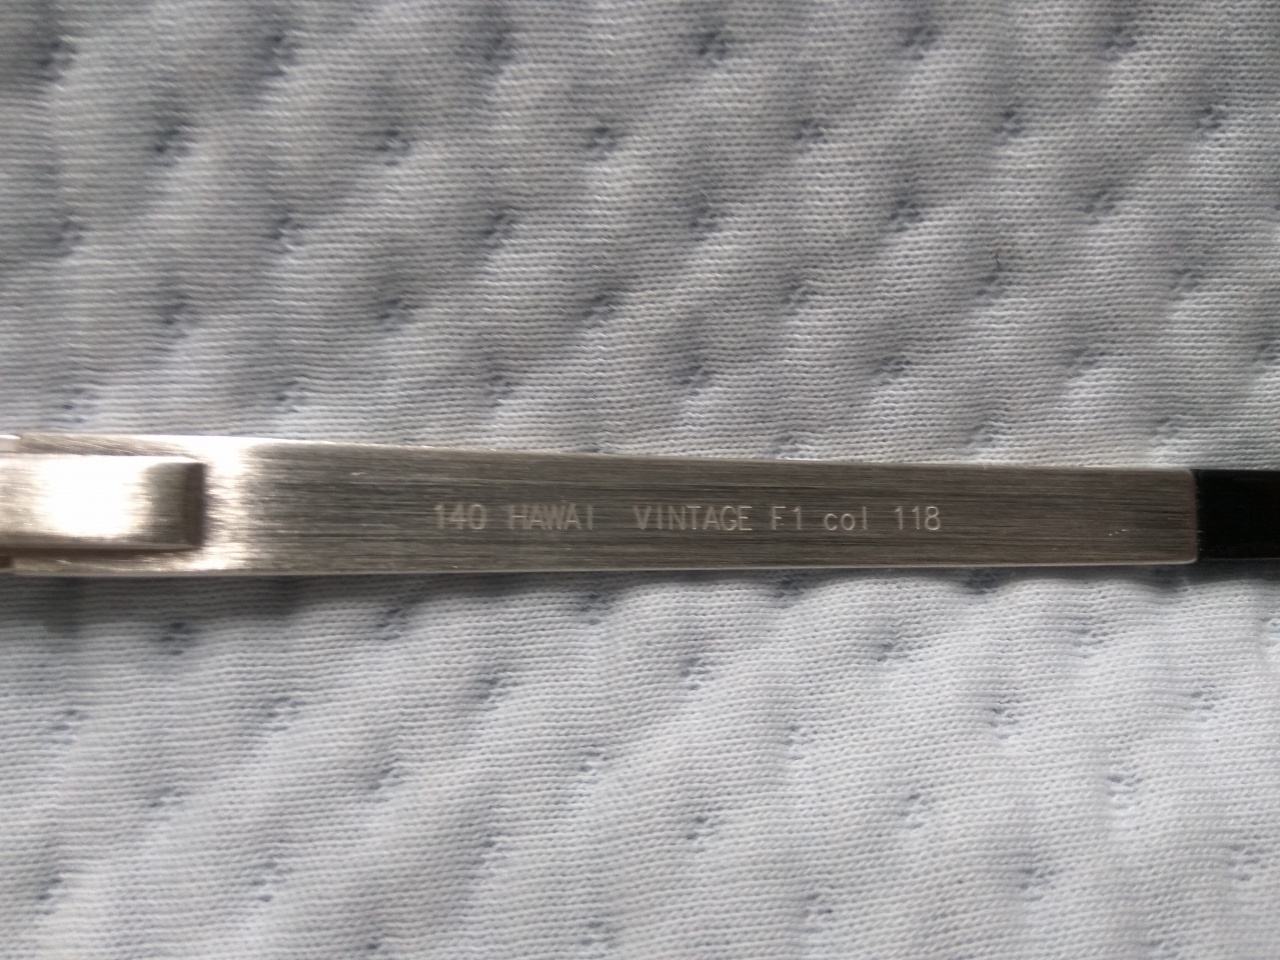 140 HAWAI VINTAGE F1 col 118